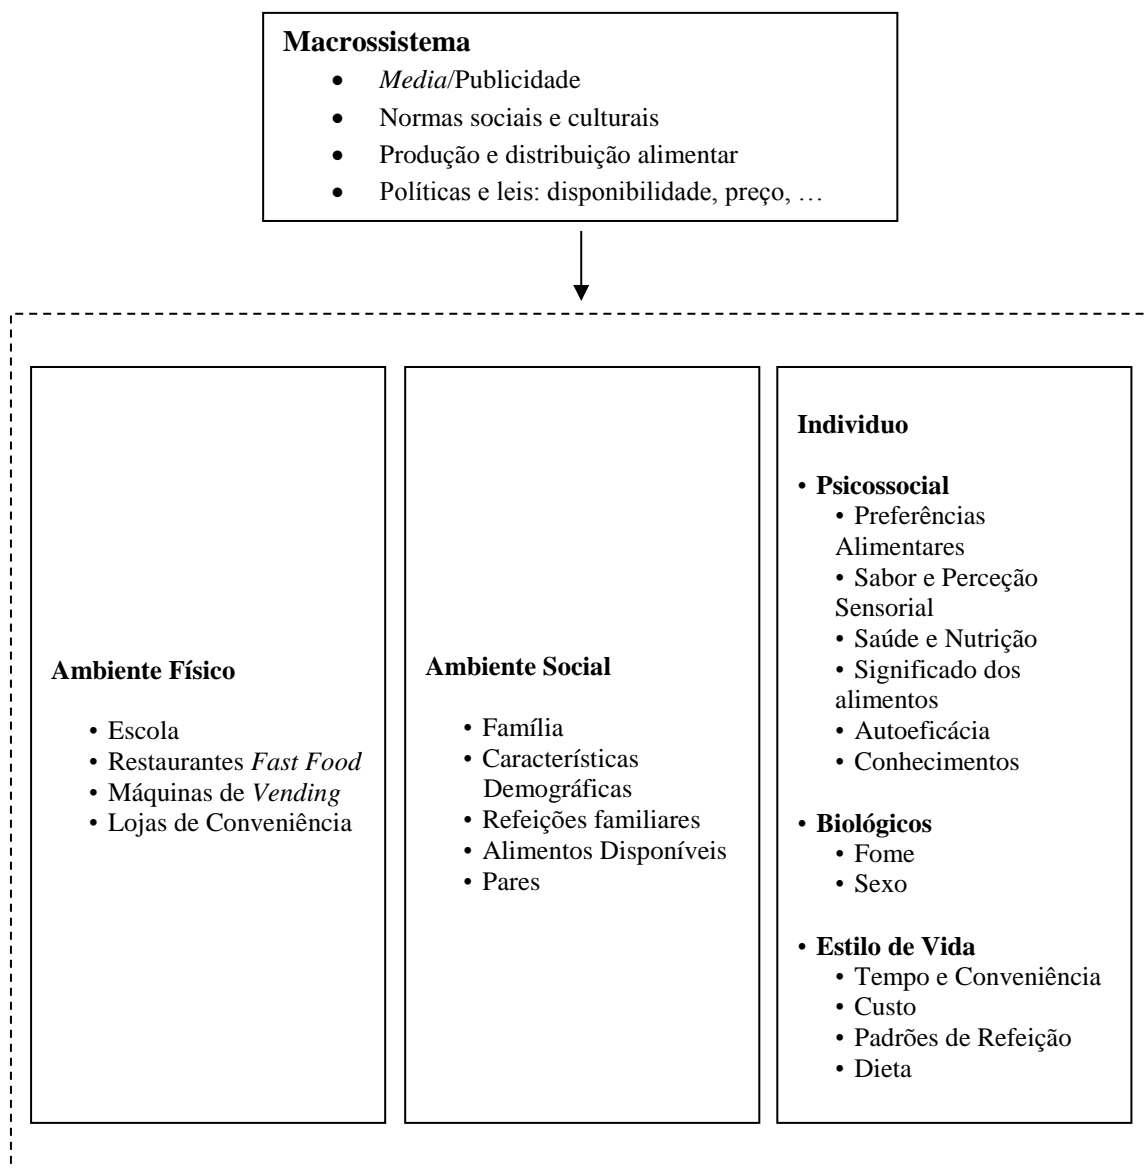 Macrossistema
• Media/Publicidade
• Normas sociais e culturais
• Produção e distribuição alimentar
• Políticas e leis: disponibilidade, preço, …
Ambiente Físico
• Escola
• Restaurantes Fast Food
• Máquinas de Vending
• Lojas de Conveniência
Ambiente Social
• Família
• Características
Demográficas
• Refeições familiares
• Alimentos Disponíveis
• Pares
Individuo
• Psicossocial
• Preferências
Alimentares
• Sabor e Perceção
Sensorial
• Saúde e Nutrição
• Significado dos
alimentos
• Autoeficácia
• Conhecimentos
• Biológicos
• Fome
• Sexo
• Estilo de Vida
• Tempo e Conveniência
• Custo
• Padrões de Refeição
• Dieta